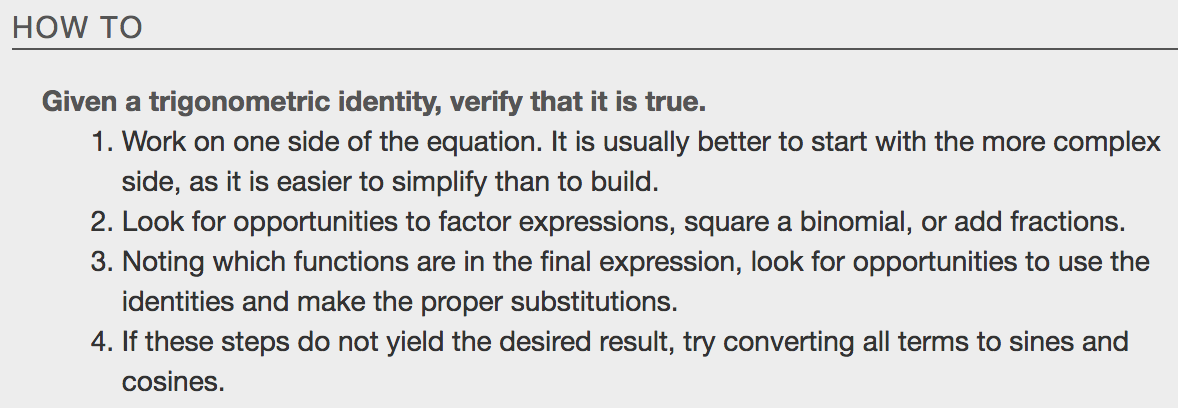 HOW TO
Given a trigonometric identity, verify that it is true.
1. Work on one side of the equation. It is usually better to start with the more complex
side, as it is easier to simplify than to build.
2. Look for opportunities to factor expressions, square a binomial, or add fractions.
3. Noting which functions are in the final expression, look for opportunities to use the
identities and make the proper substitutions.
4. If these steps do not yield the desired result, try converting all terms to sines and
cosines.